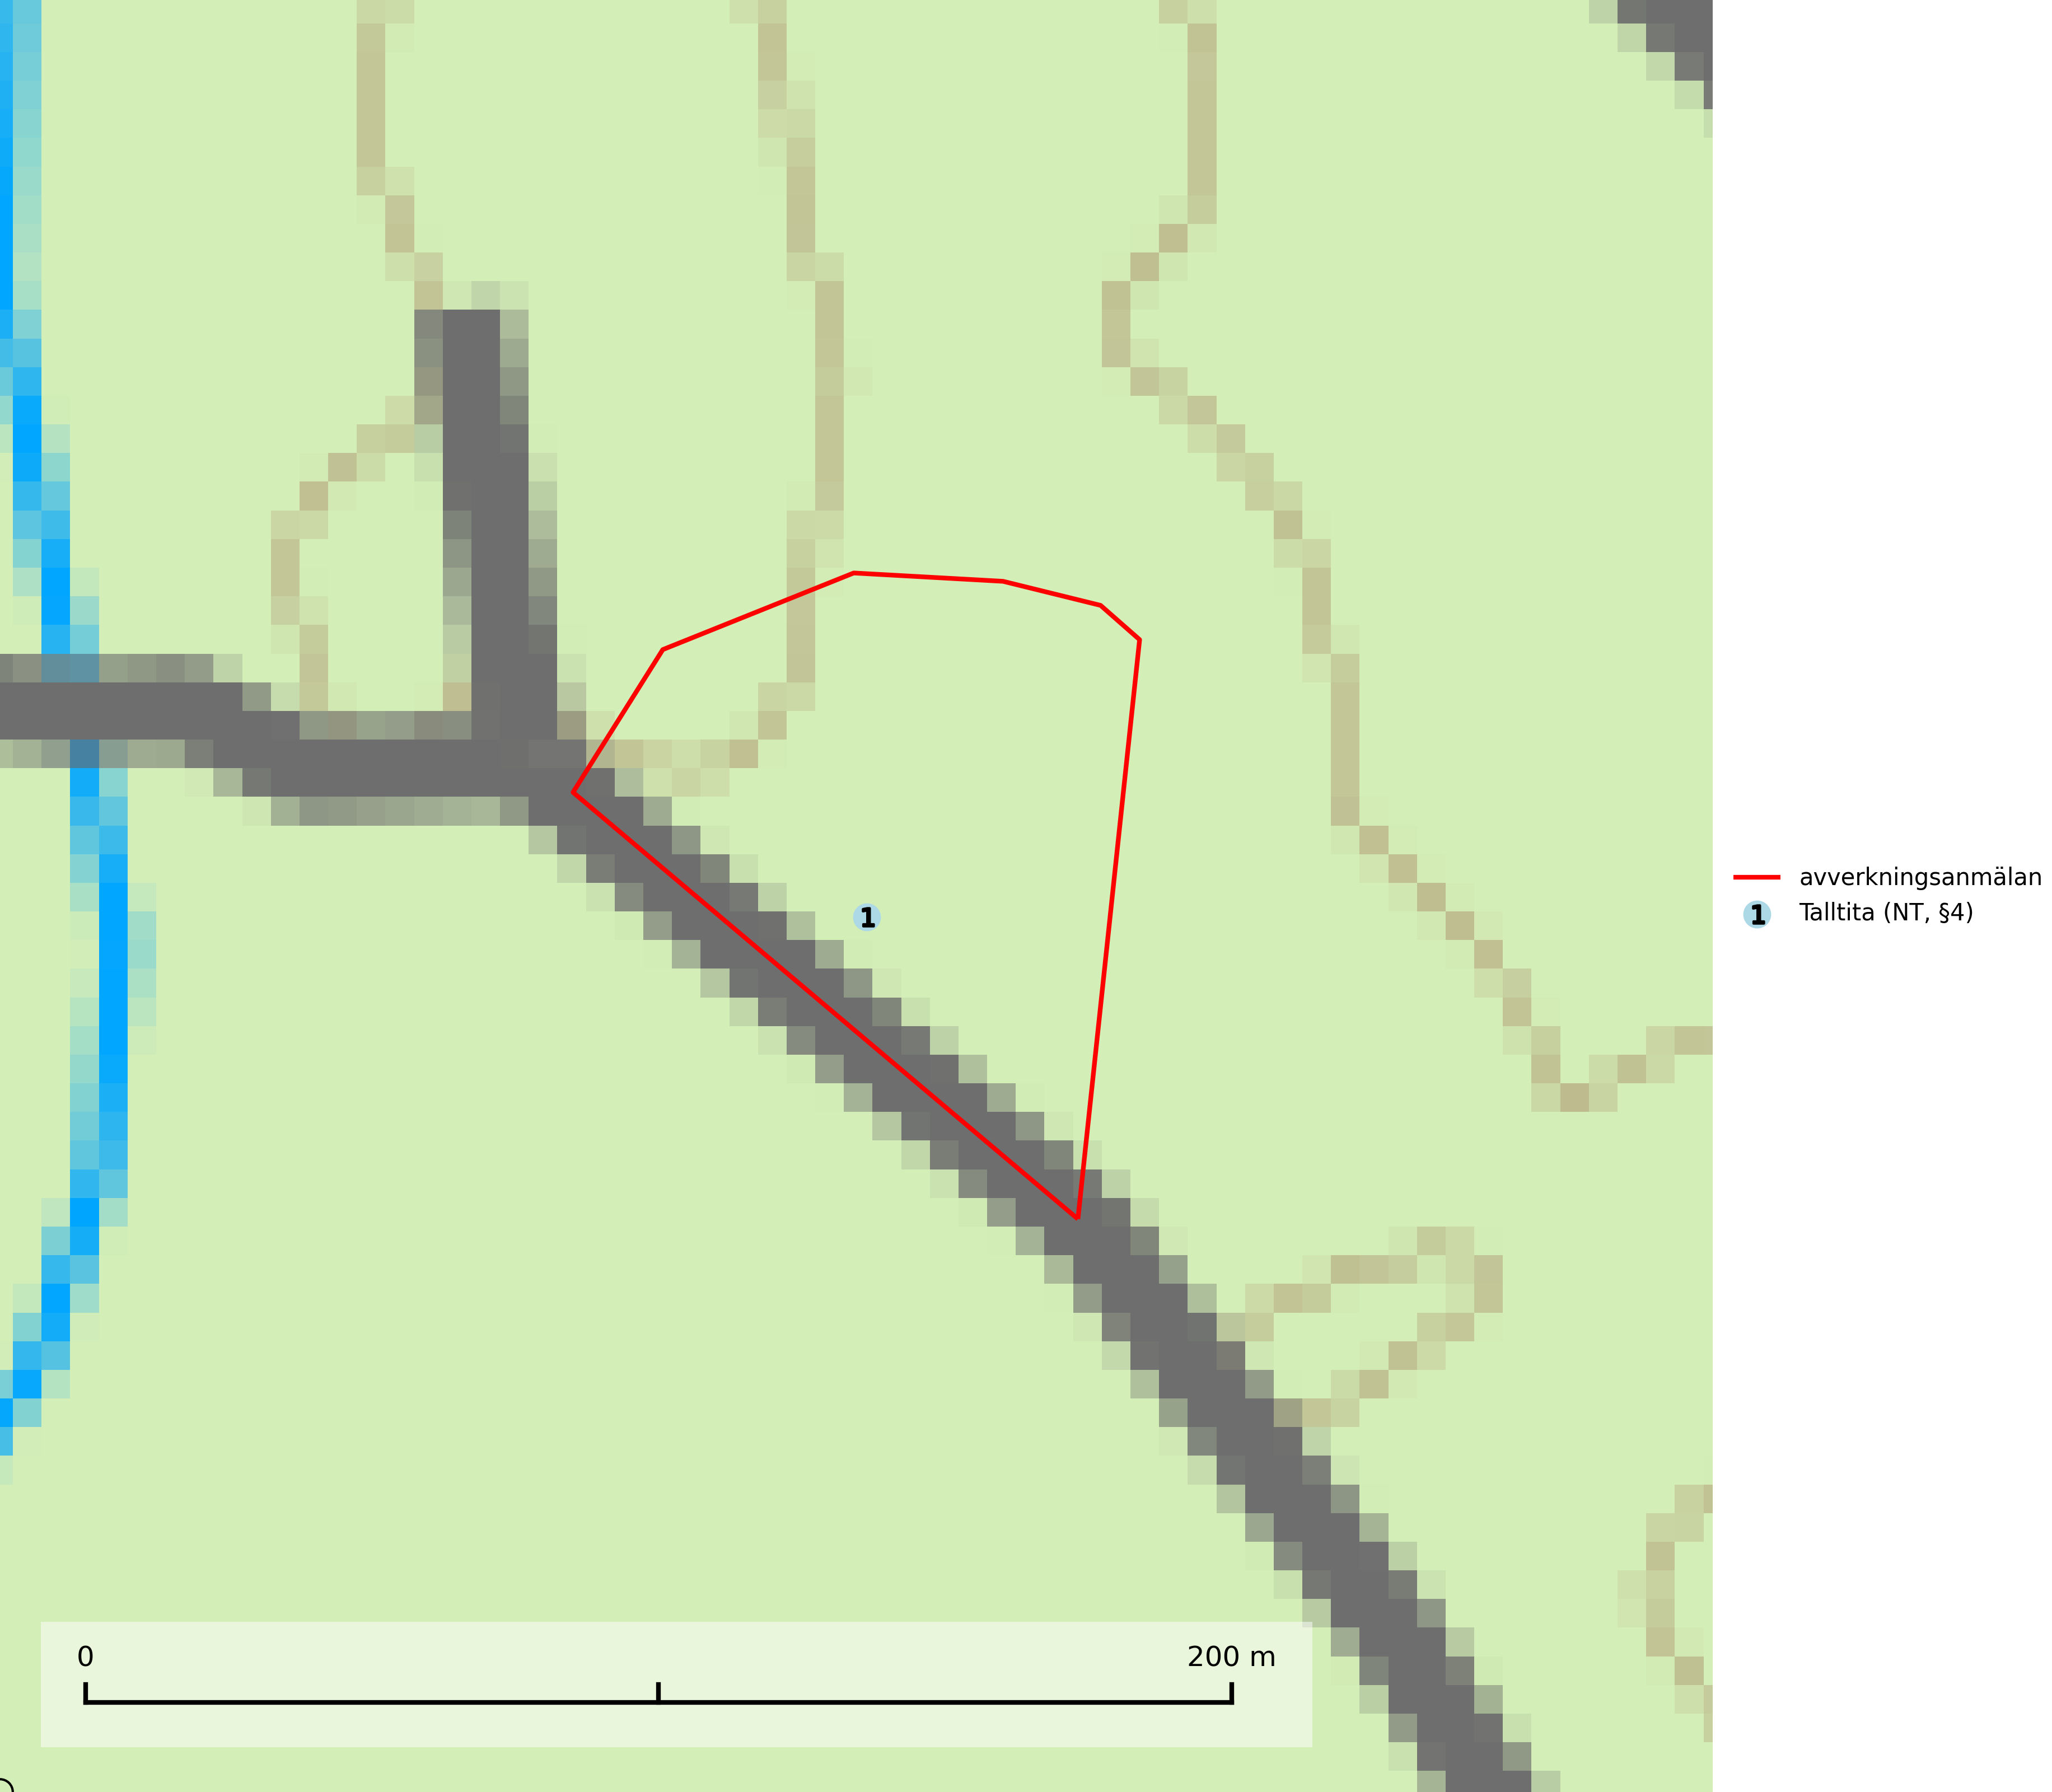 1
avverkningsanmälan
1 Talltita (NT, §4)
0 200 m